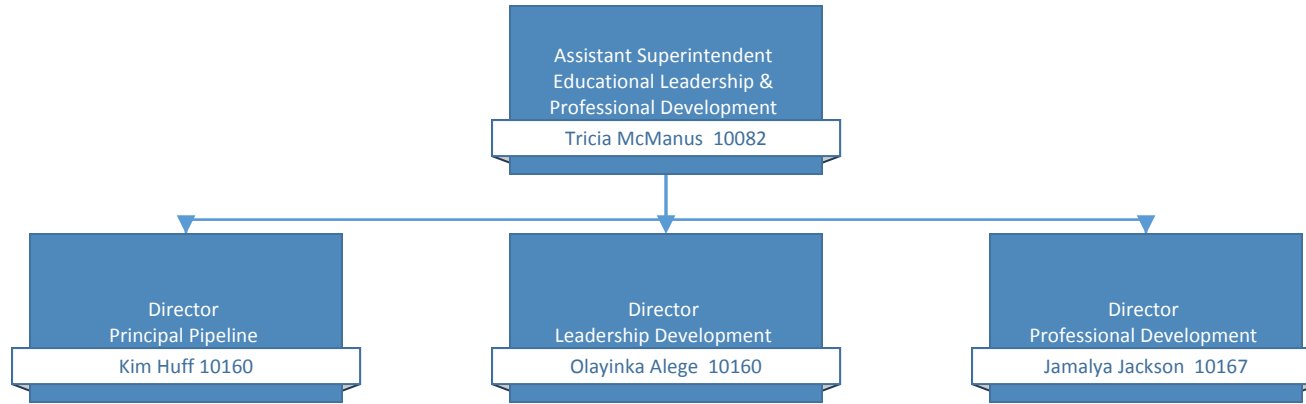 Assistant Superintendent
Educational Leadership &
Professional Development
Tricia McManus  10082
Director
Principal Pipeline
Kim Huff 10160
Director
Leadership Development
Olayinka Alege  10160
Director
Professional Development
Jamalya Jackson  10167